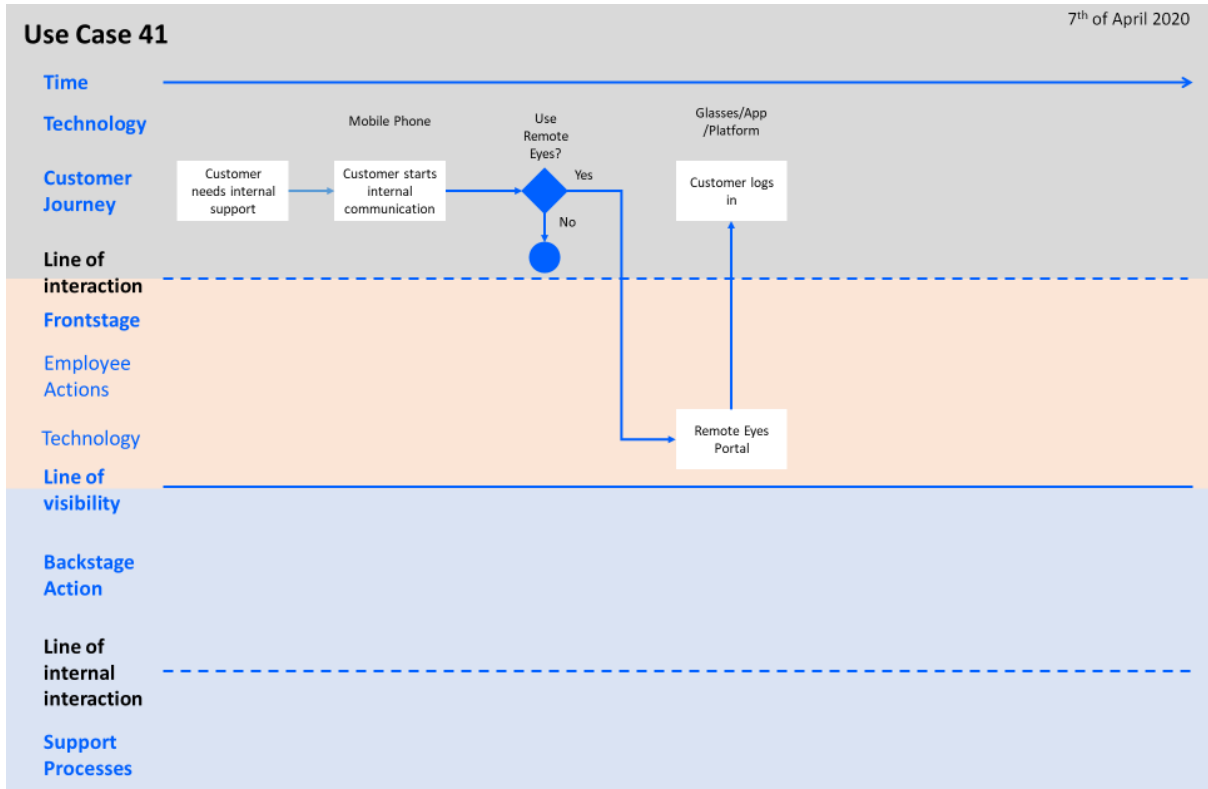 7th of April 2020
Use Case 41
Time
Technology
Mobile Phone
Use
Remote
Eyes?
Glasses/App
/Platform
Customer
Journey
Customer
needs internal
support
Customer starts
internal
communication
Yes
No
Customer logs
in
Line of
interaction
Frontstage
Employee
Actions
Technology
Remote Eyes
Portal
Line of
visibility
Backstage
Action
Line of
internal
interaction
Support
Processes